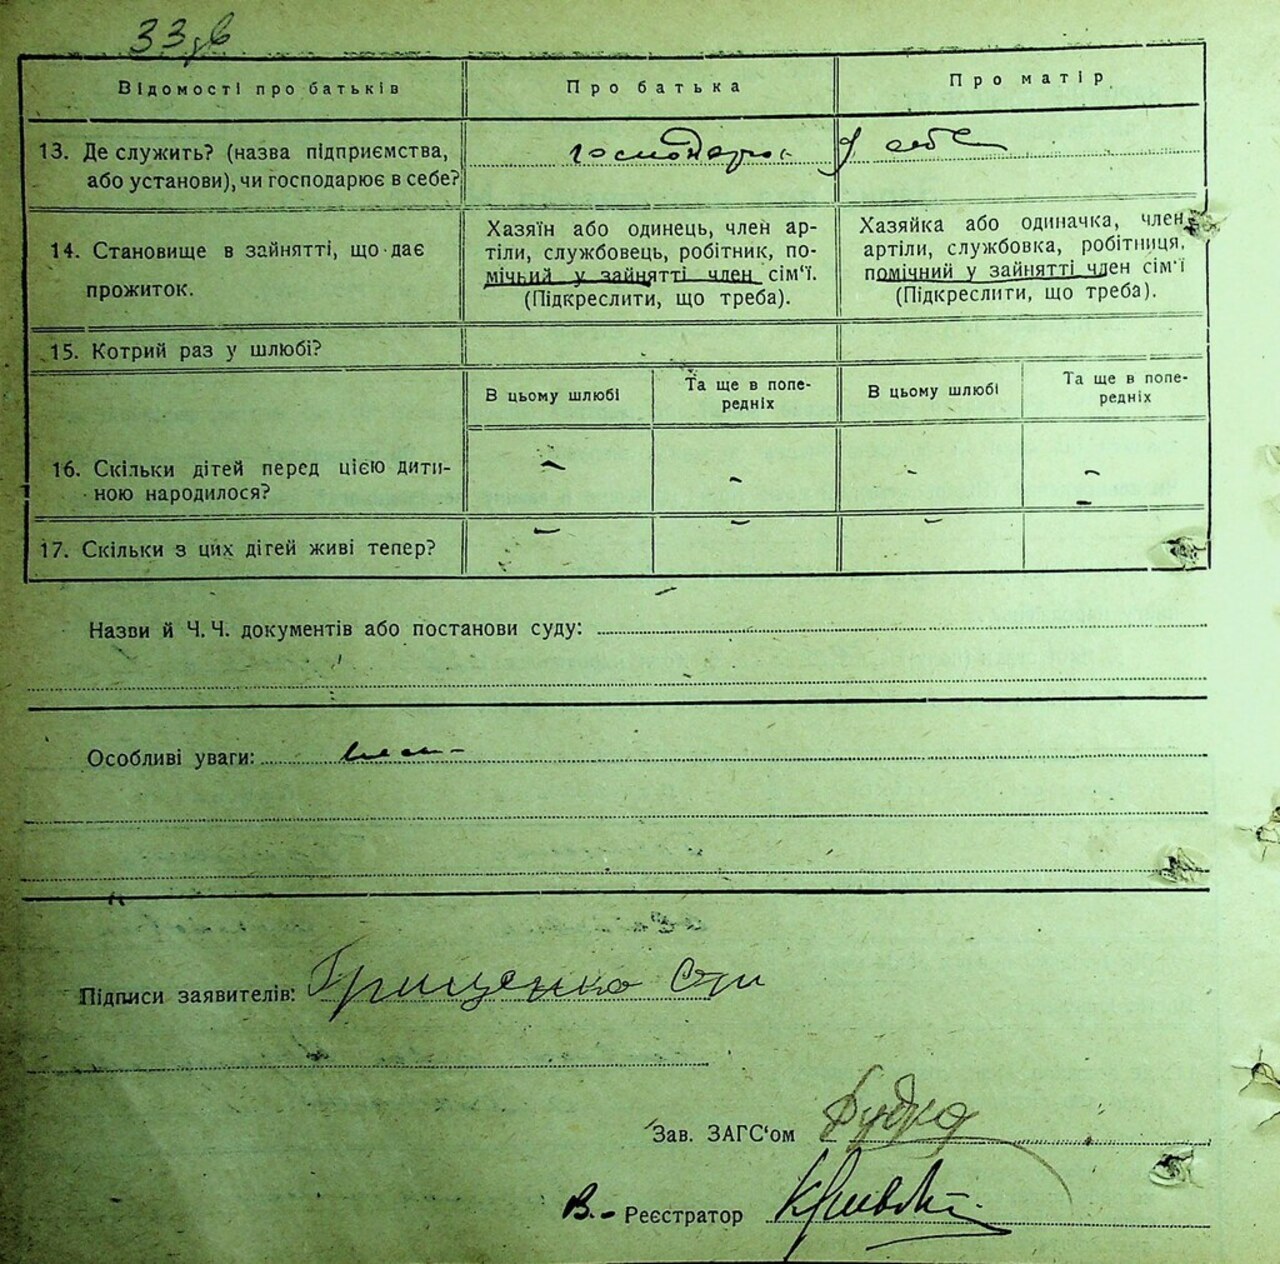 33
Відомості про батьків
Про батька
Про матір
13. Де служить? (назва підприємства,
або установи), чи господарює в себе?
господарює у себе
14. Становище в зайнятті, що дає
прожиток.
Хазяїн або одинець, член ар-
тіли, службовець, робітник, по-
мічний у зайнятті член сім'ї.
(Підкреслити, що треба).
Хазяйка або одиначка, член
артіли, службовка, робітниця,
помічний у зайнятті член сім'ї
(Підкреслити, що треба).
15. Котрий раз у шлюбі?
В цьому шлюбі
Та ще в попе-
редніх
В цьому шлюбі
Та ще в попе-
редніх
16. Скільки дітей перед цією дити-
ною народилося?
– – – –
17. Скільки з цих дігей живі тепер?
– – –
Назви й Ч. Ч. документів або постанови суду:
Особливі уваги:
Підписи заявителів: Грищенко
Зав. ЗАГС‘ом
В.- Реєстратор